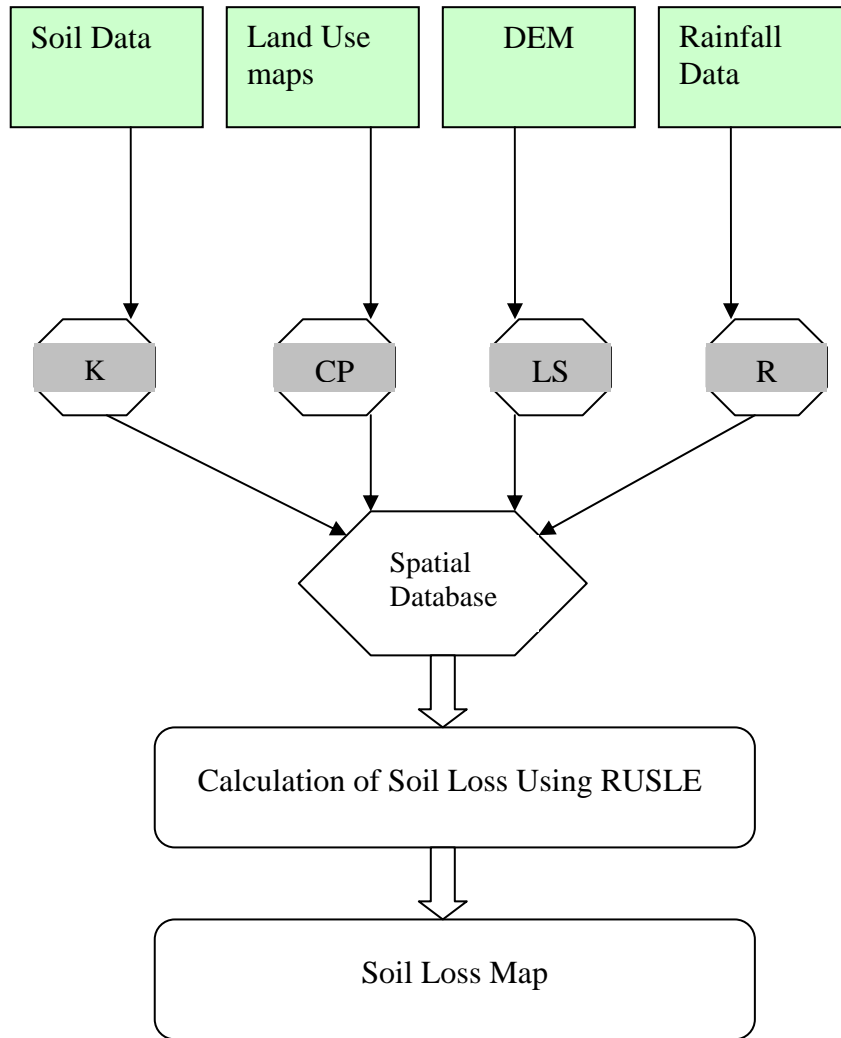 Soil Data
Land Use
maps
DEM
Rainfall
Data
K
CP
LS
R
Spatial
Database
Calculation of Soil Loss Using RUSLE
Soil Loss Map